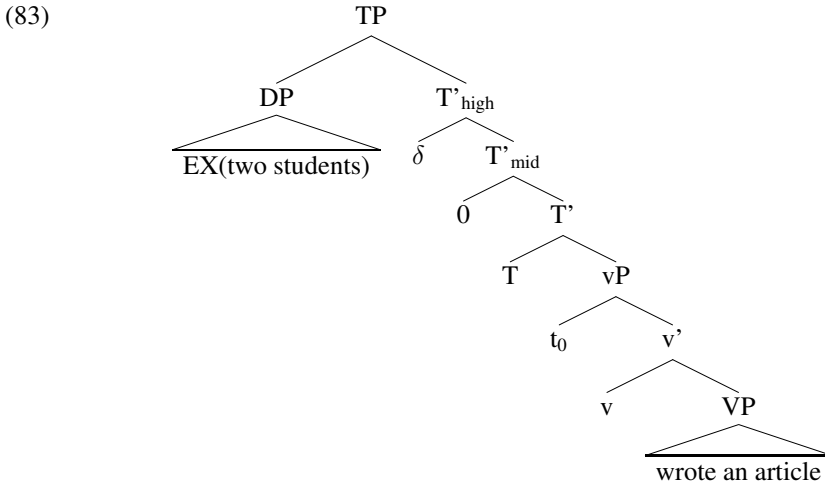 (83) TP
DP T’high
EX(two students) δ T’mid
0 T’
T vP
t0 v’
v VP
wrote an article